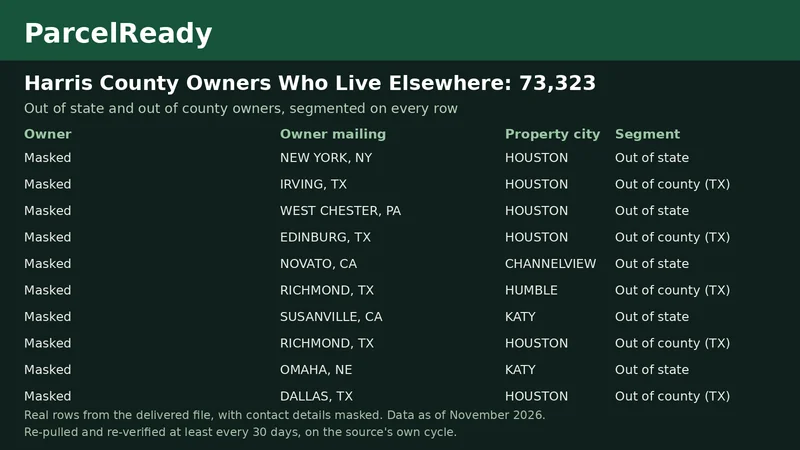 ParcelReady
Harris County Owners Who Live Elsewhere: 73,323
Out of state and out of county owners, segmented on every row
Owner Owner mailing Property city Segment
Masked NEW YORK, NY HOUSTON Out of state
Masked IRVING, TX HOUSTON Out of county (TX)
Masked WEST CHESTER, PA HOUSTON Out of state
Masked EDINBURG, TX HOUSTON Out of county (TX)
Masked NOVATO, CA CHANNELVIEW Out of state
Masked RICHMOND, TX HUMBLE Out of county (TX)
Masked SUSANVILLE, CA KATY Out of state
Masked RICHMOND, TX HOUSTON Out of county (TX)
Masked OMAHA, NE KATY Out of state
Masked DALLAS, TX HOUSTON Out of county (TX)
Real rows from the delivered file, with contact details masked. Data as of November 2026.
Re-pulled and re-verified at least every 30 days, on the source's own cycle.